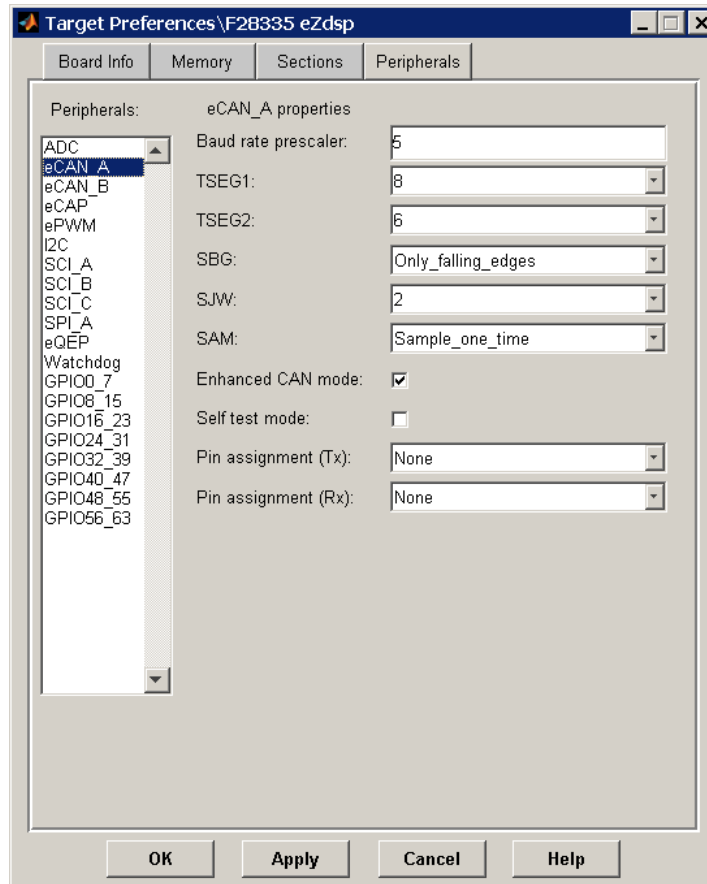 Target Preferences\F28335 eZdsp
Board Info Memory Sections Peripherals
Peripherals: eCAN_A properties
ADC
eCAN_A
eCAN_B
eCAP
ePWM
I2C
SCI_A
SCI_B
SCI_C
SPI_A
eQEP
Watchdog
GPIO0_7
GPIO8_15
GPIO16_23
GPIO24_31
GPIO32_39
GPIO40_47
GPIO48_55
GPIO56_63
Baud rate prescaler: 5
TSEG1: 8
TSEG2: 6
SBG: Only_falling_edges
SJW: 2
SAM: Sample_one_time
Enhanced CAN mode:
Self test mode:
Pin assignment (Tx): None
Pin assignment (Rx): None
OK Apply Cancel Help